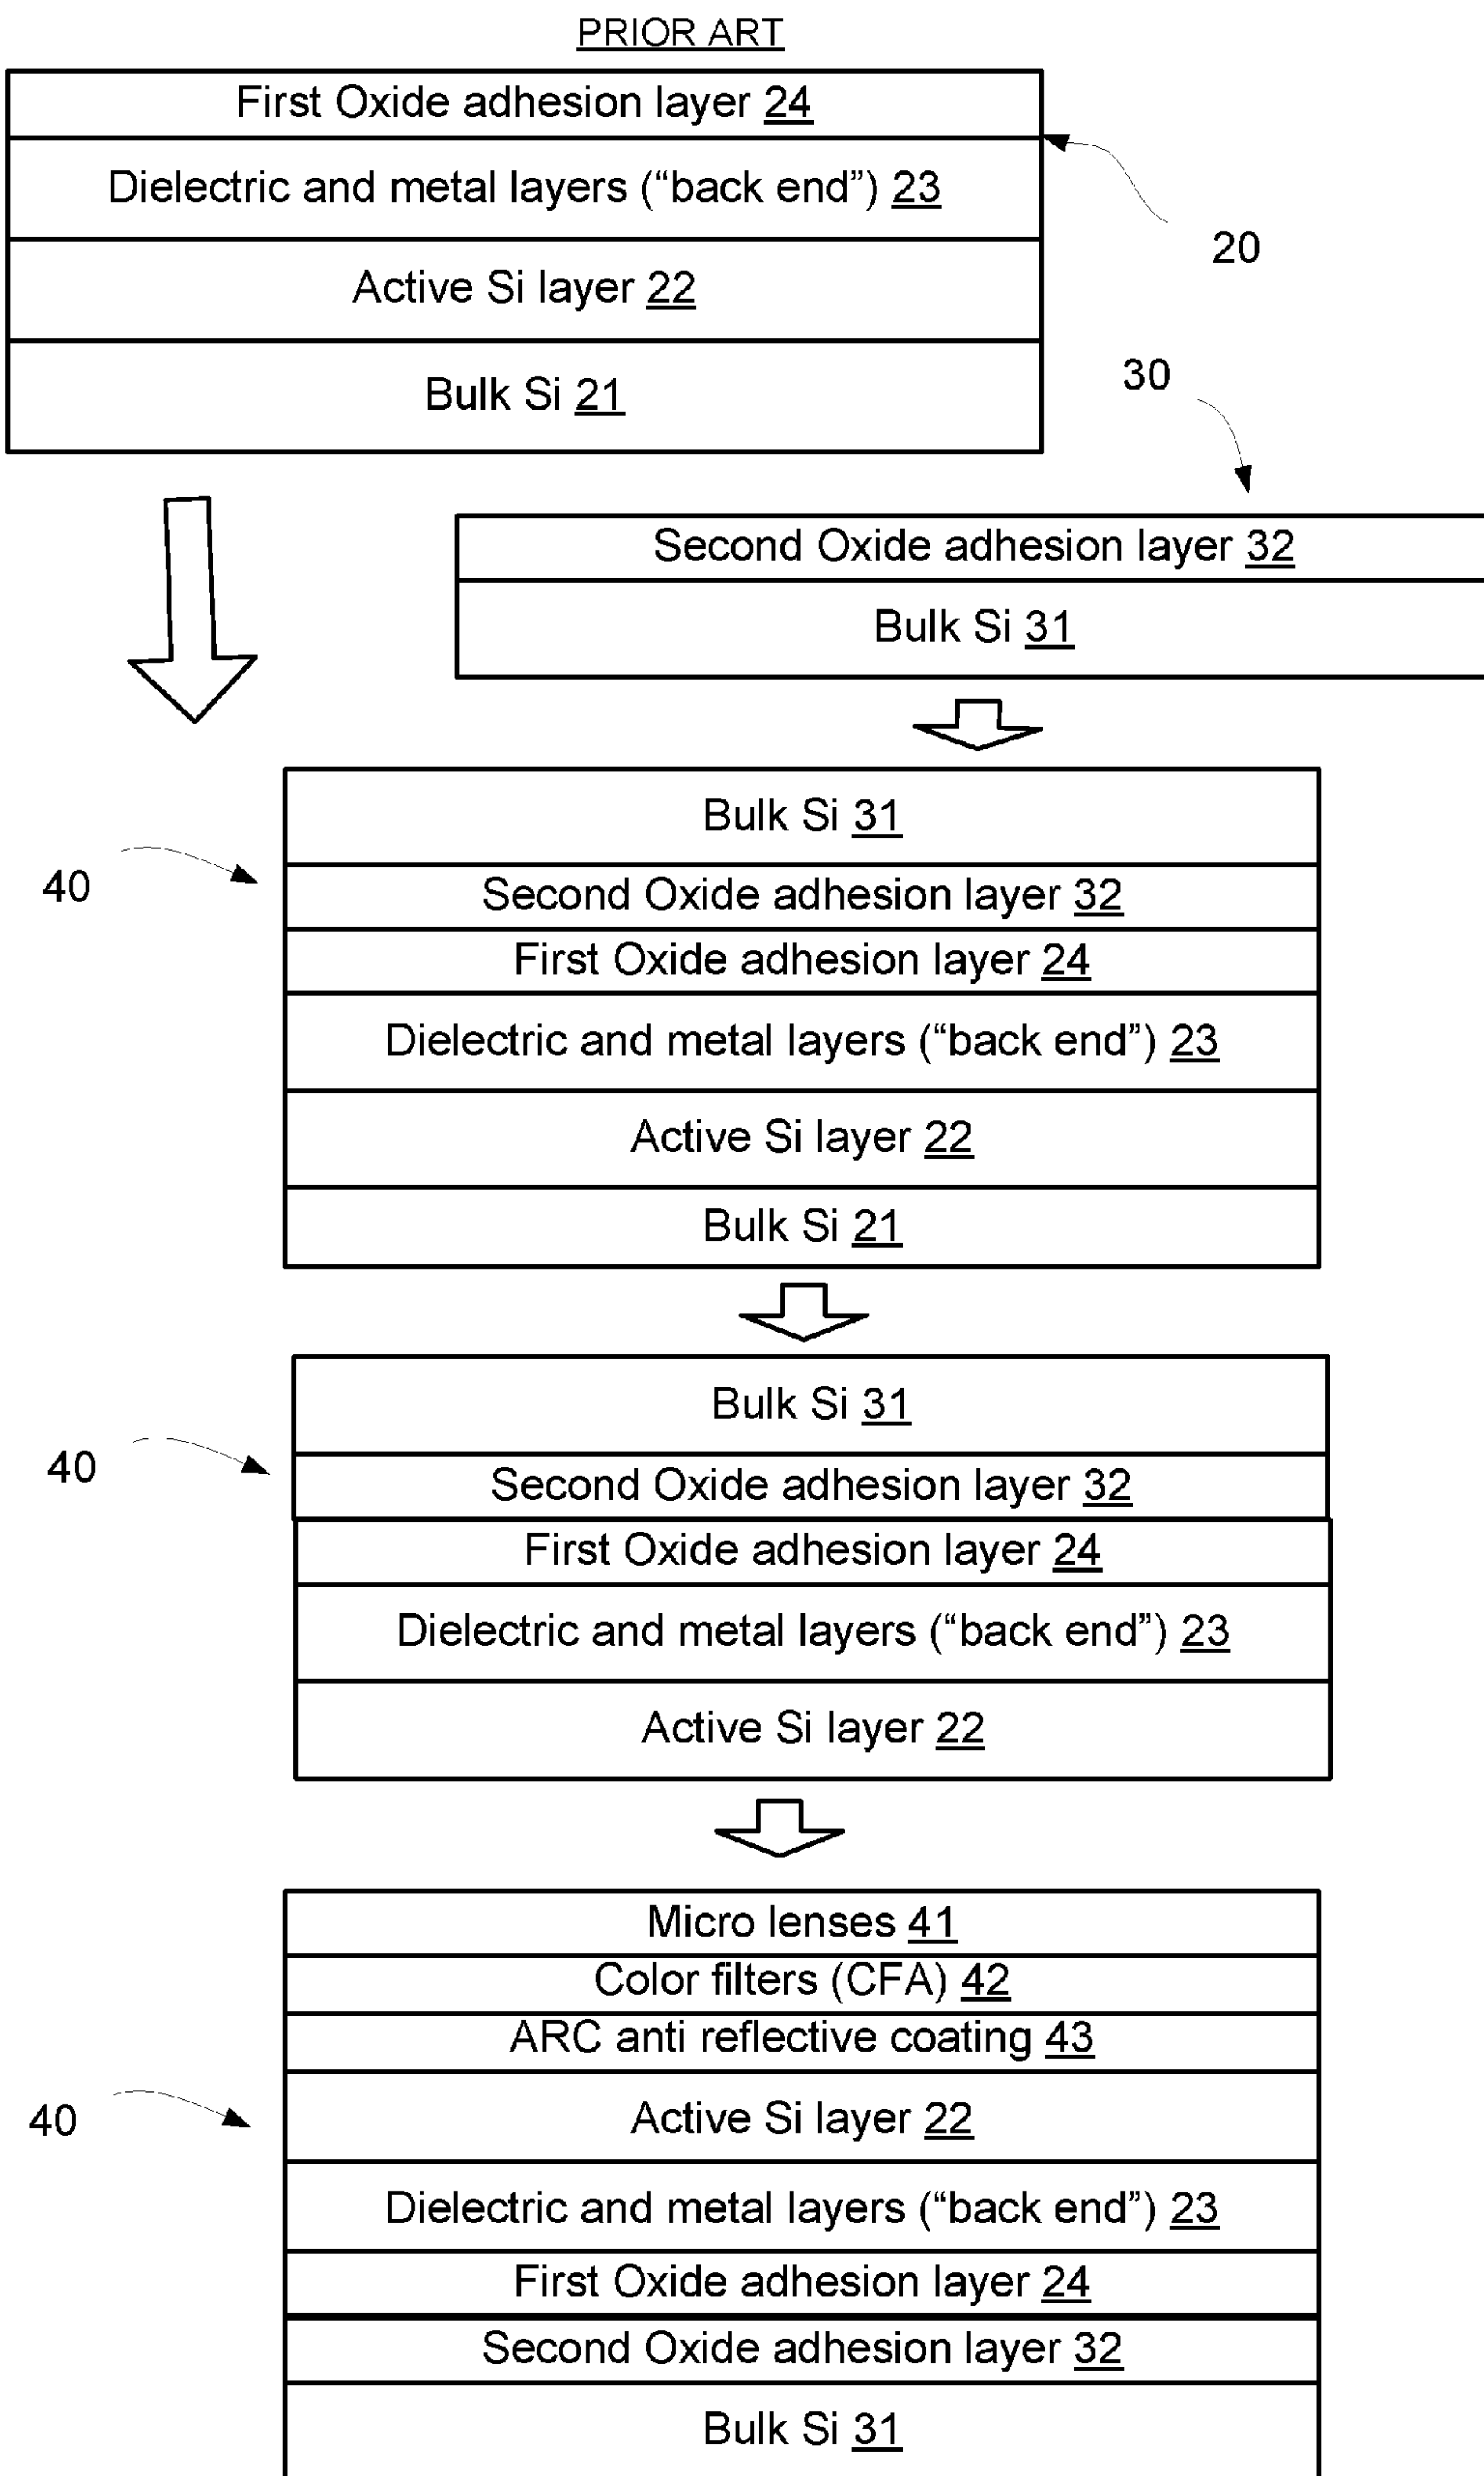 PRIOR ART
First Oxide adhesion layer 24
Dielectric and metal layers (“back end”) 23
20
Active Si layer 22
30
Bulk Si 21
Second Oxide adhesion layer 32
Bulk Si 31
Bulk Si 31
40
Second Oxide adhesion layer 32
First Oxide adhesion layer 24
Dielectric and metal layers (“back end”) 23
Active Si layer 22
Bulk Si 21
Bulk Si 31
40
Second Oxide adhesion layer 32
First Oxide adhesion layer 24
Dielectric and metal layers (“back end”) 23
Active Si layer 22
Micro lenses 41
Color filters (CFA) 42
ARC anti reflective coating 43
40
Active Si layer 22
Dielectric and metal layers (“back end”) 23
First Oxide adhesion layer 24
Second Oxide adhesion layer 32
Bulk Si 31